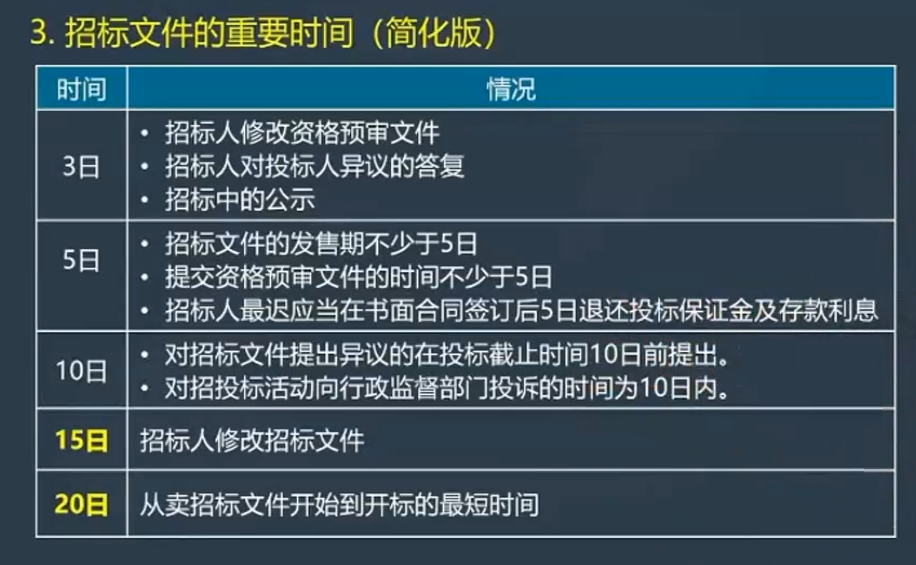 3. 招标文件的重要时间（简化版）
时间 情况
3日
• 招标人修改资格预审文件
• 招标人对投标人异议的答复
• 招标中的公示
5日
• 招标文件的发售期不少于5日
• 提交资格预审文件的时间不少于5日
• 招标人最迟应当在书面合同签订后5日退还投标保证金及存款利息
10日
• 对招标文件提出异议的在投标截止时间10日前提出。
• 对招投标活动向行政监督部门投诉的时间为10日内。
15日 招标人修改招标文件
20日 从卖招标文件开始到开标的最短时间